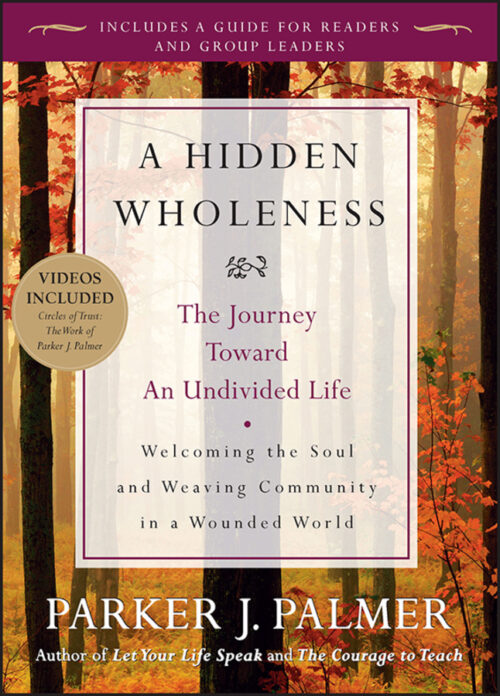 INCLUDES A GUIDE FOR READERS
AND GROUP LEADERS
A HIDDEN
WHOLENESS
VIDEOS
INCLUDED
Circles of Trust:
The Work of
Parker J. Palmer
The Journey
Toward
An Undivided Life
•
Welcoming the Soul
and Weaving Community
in a Wounded World
PARKER J. PALMER
Author of Let Your Life Speak and The Courage to Teach